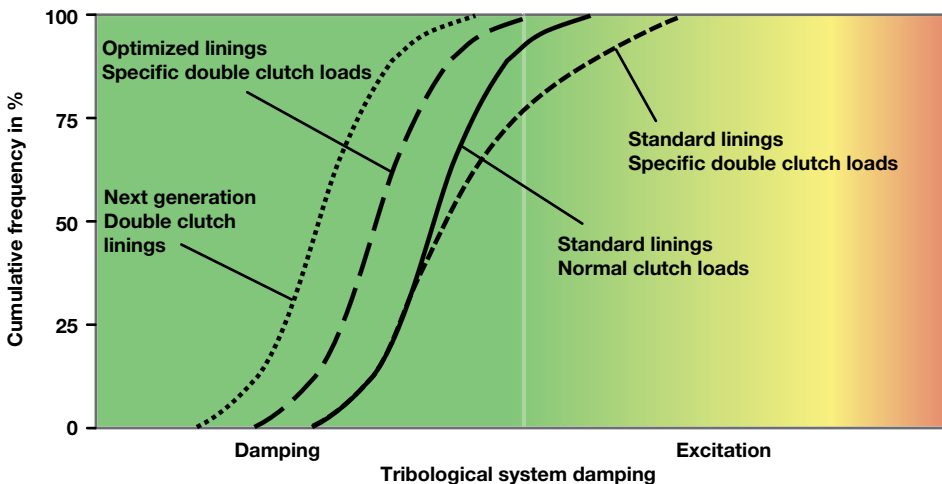 Cumulative frequency in %
100
75
50
25
0
Optimized linings
Specific double clutch loads
Next generation
Double clutch
linings
Standard linings
Specific double clutch loads
Standard linings
Normal clutch loads
Damping
Excitation
Tribological system damping